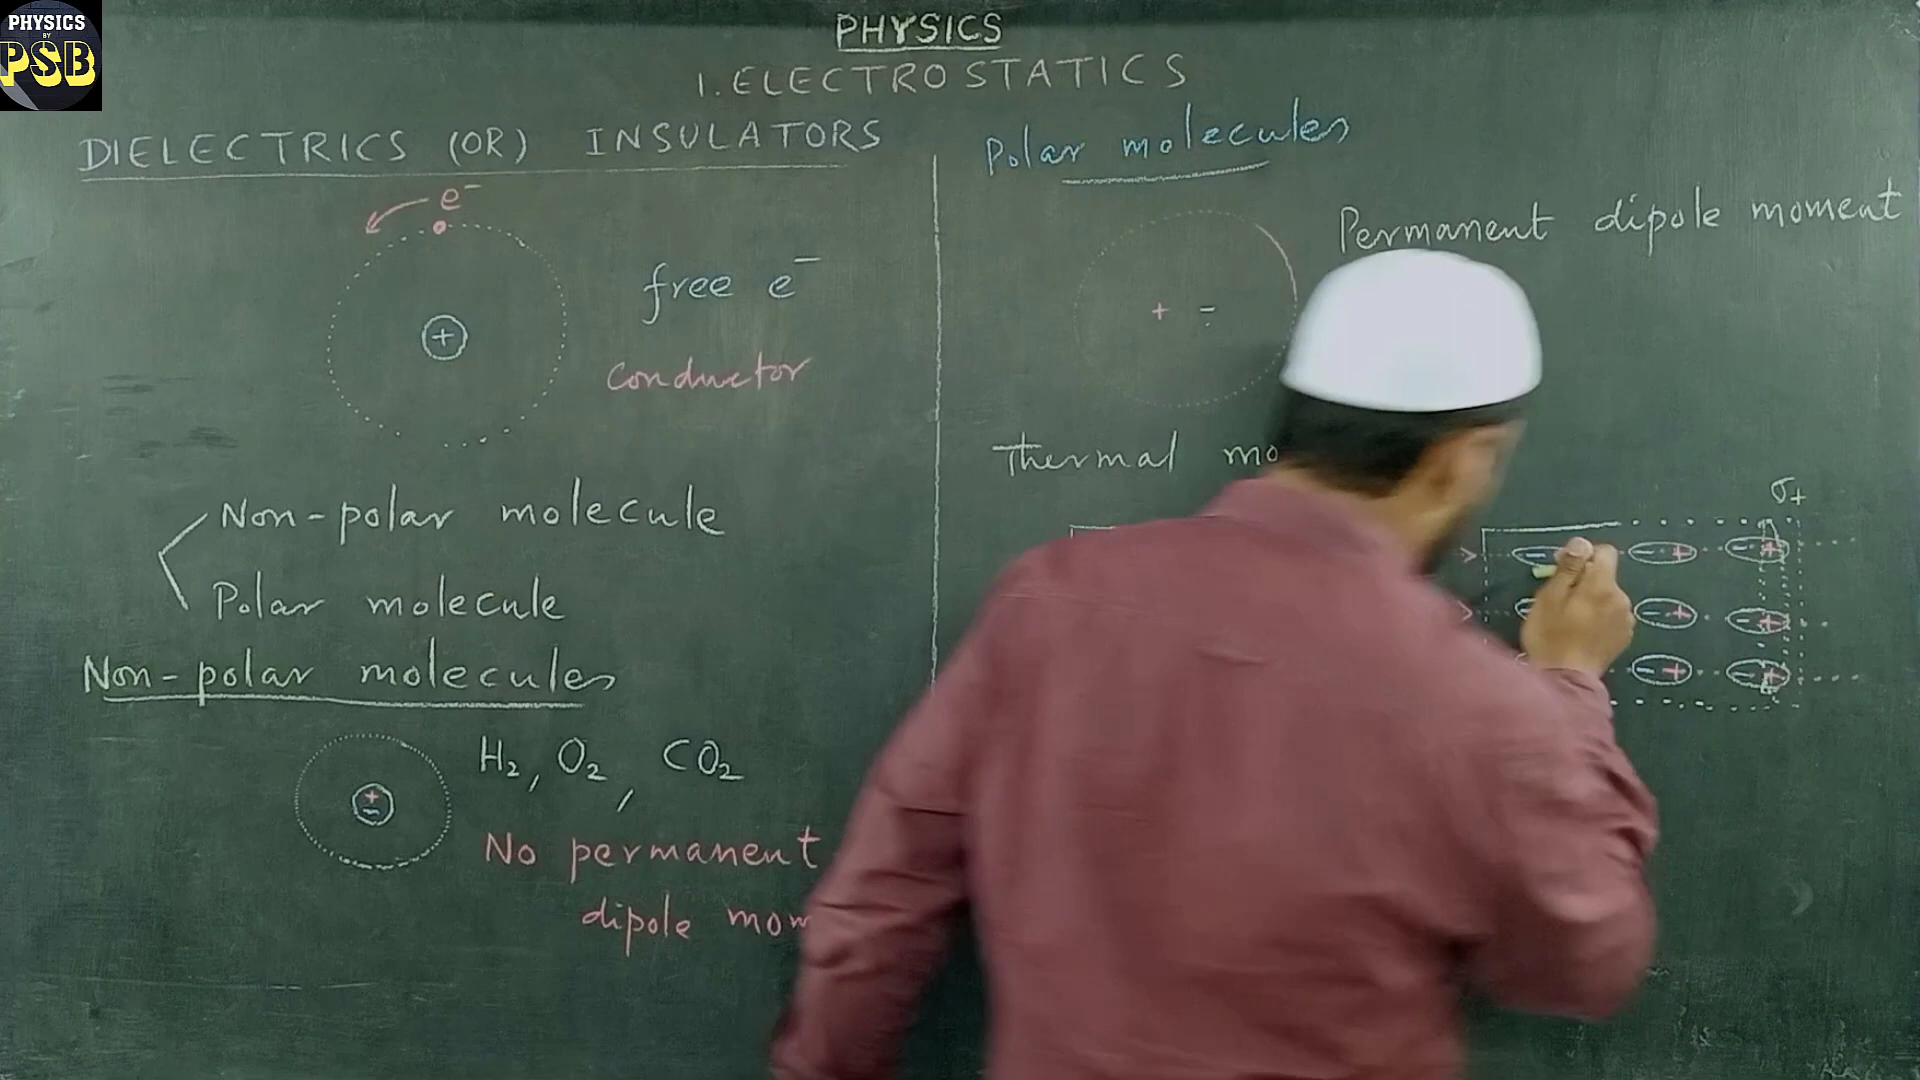 PHYSICS
BY
PSB
PHYSICS
1. ELECTROSTATICS
DIELECTRICS (OR) INSULATORS
e⁻
+
free e⁻
conductor
Non-polar molecule
Polar molecule
Non-polar molecules
+
-
H₂, O₂, CO₂
No permanent
dipole mom
Polar molecules
Permanent dipole moment
+ -
Thermal mo
σ+
- - + - +
- + - +
- + - +